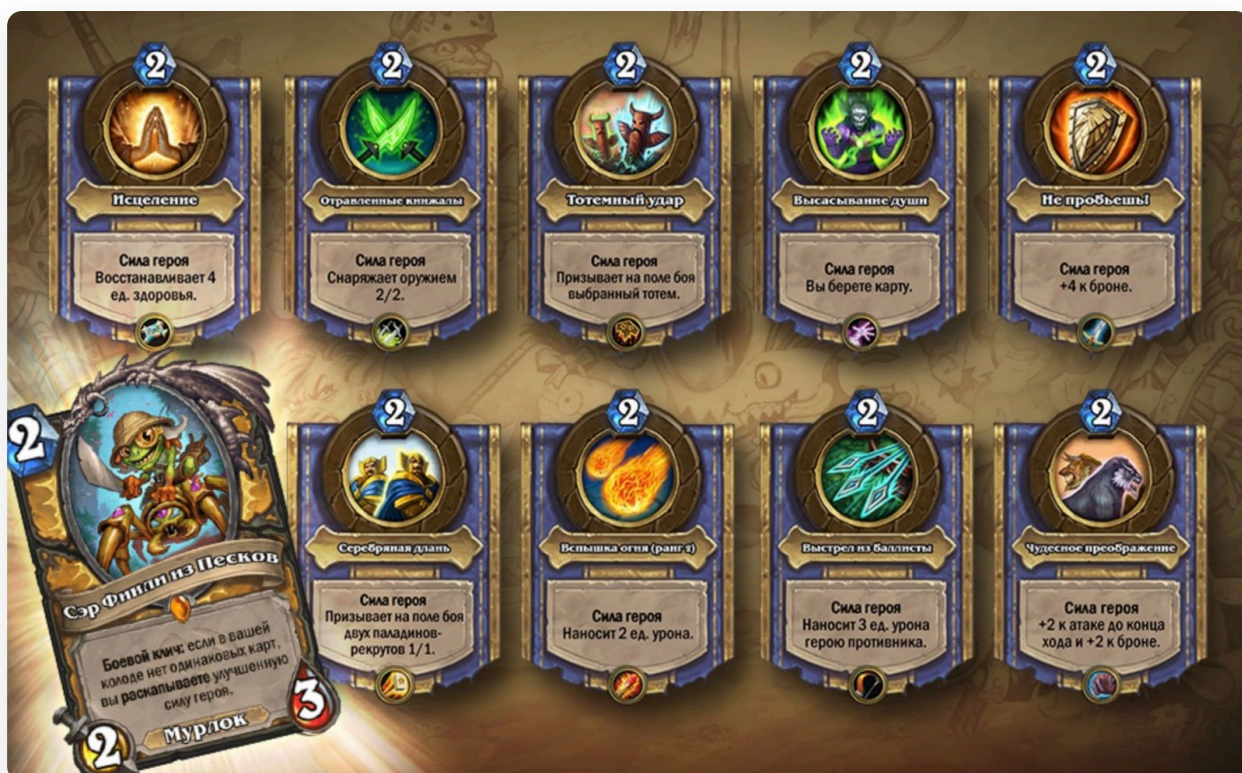 2
2
2
2
2
Исцеление
Отравленные кинжалы
Тотемный удар
Высасывание души
Не пробьешь!
Сила героя
Восстанавливает 4
ед. здоровья.
Сила героя
Снаряжает оружием
2/2.
Сила героя
Призывает на поле боя
выбранный тотем.
Сила героя
Вы берете карту.
Сила героя
+4 к броне.
2
Сэр Финли из Песков
Боевой клич: если в вашей
колоде нет одинаковых карт,
вы раскапываете улучшенную
силу героя.
2
Мурлок
3
2
2
2
2
Серебряная длань
Вспышка огня (ранг 2)
Выстрел из баллисты
Чудесное преображение
Сила героя
Призывает на поле боя
двух паладинов-
рекрутов 1/1.
Сила героя
Наносит 2 ед. урона.
Сила героя
Наносит 3 ед. урона
герою противника.
Сила героя
+2 к атаке до конца
хода и +2 к броне.